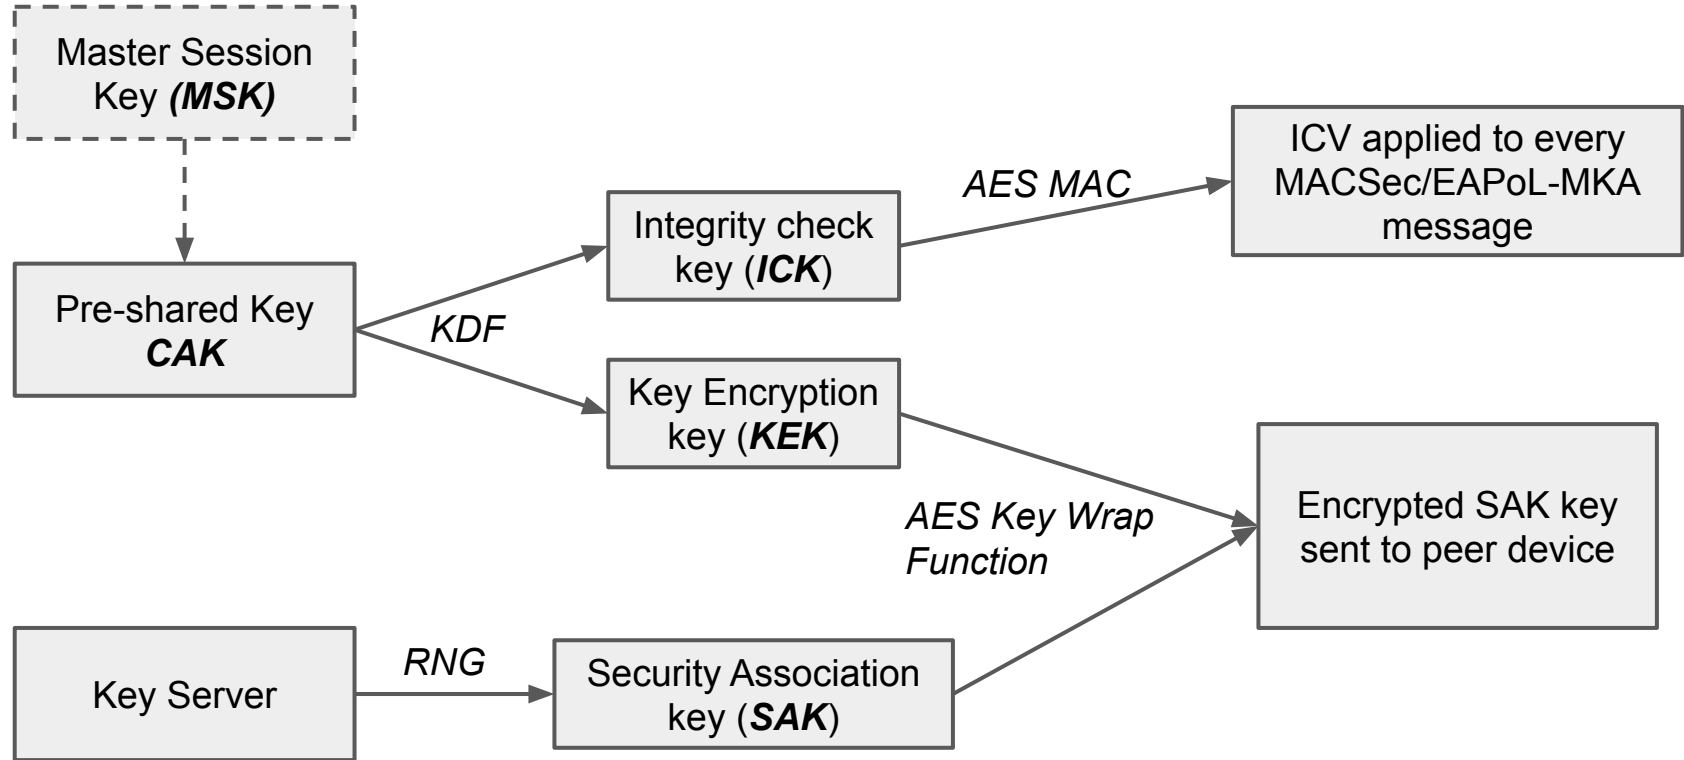 Master Session
Key (MSK)
Pre-shared Key
CAK
KDF
Integrity check
key (ICK)
AES MAC
ICV applied to every
MACSec/EAPoL-MKA
message
Key Encryption
key (KEK)
AES Key Wrap
Function
Encrypted SAK key
sent to peer device
Key Server
RNG
Security Association
key (SAK)